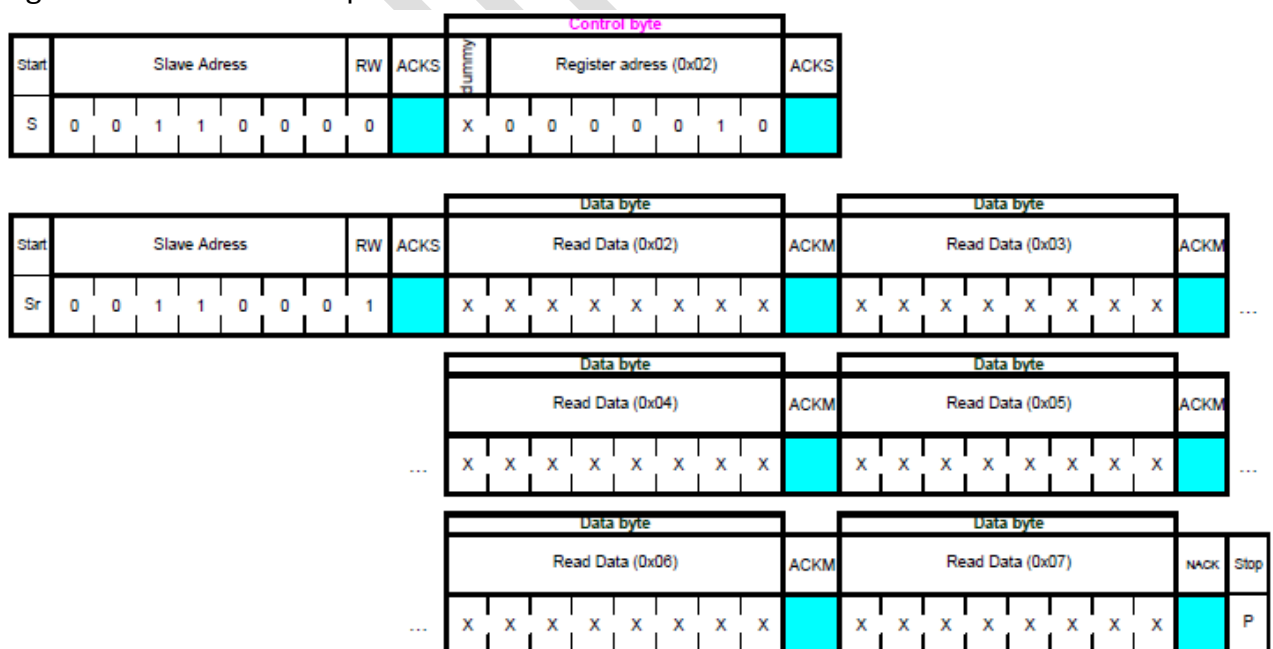 Control byte
Start Slave Adress RW ACKS dummy Register adress (0x02) ACKS
S 0 0 1 1 0 0 0 0 X 0 0 0 0 0 1 0
Data byte Data byte
Start Slave Adress RW ACKS Read Data (0x02) ACKM Read Data (0x03) ACKM
Sr 0 0 1 1 0 0 0 1 X X X X X X X X X X X X X X X X ...
Data byte Data byte
Read Data (0x04) ACKM Read Data (0x05) ACKM
... X X X X X X X X X X X X X X X X ...
Data byte Data byte
Read Data (0x06) ACKM Read Data (0x07) NACK Stop
... X X X X X X X X X X X X X X X X P